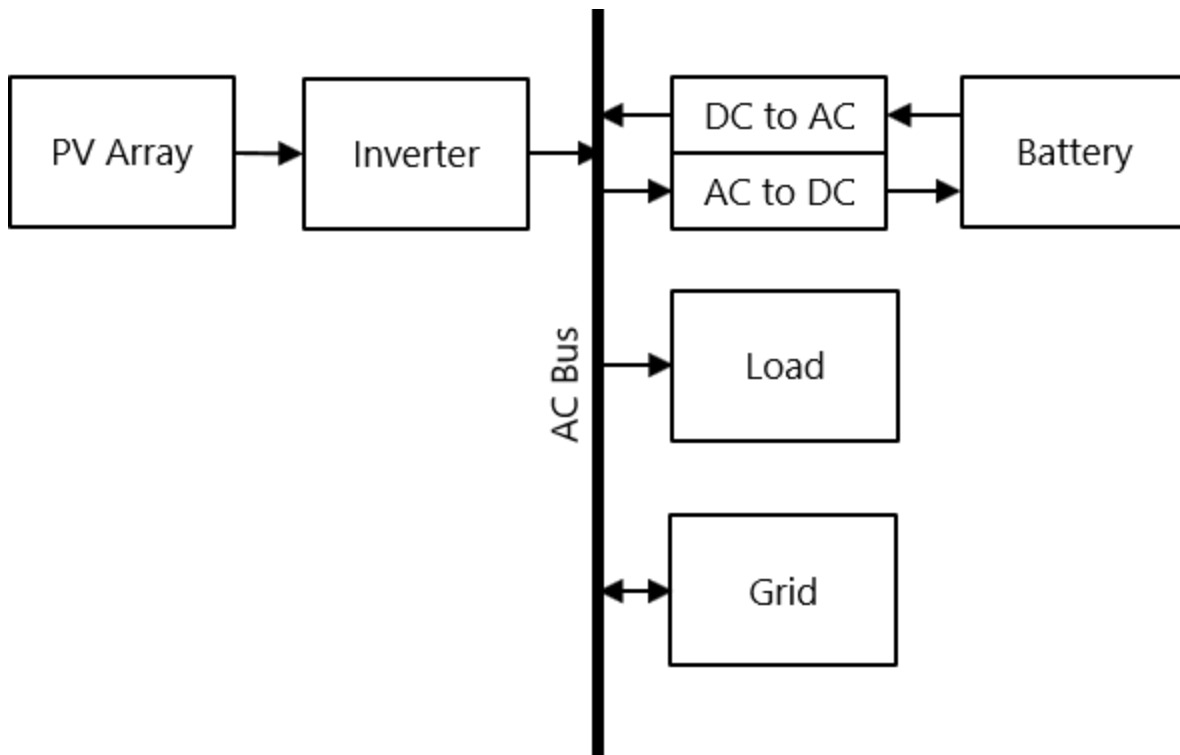 PV Array
Inverter
DC to AC
AC to DC
Battery
AC Bus
Load
Grid